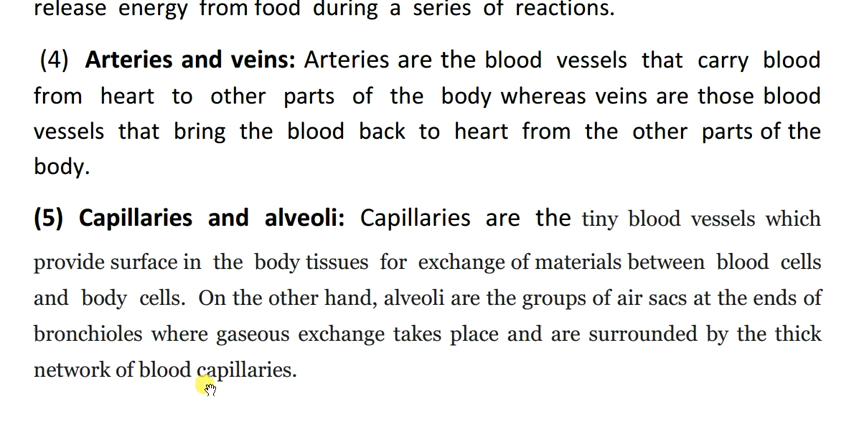 release energy from food during a series of reactions.
(4) Arteries and veins: Arteries are the blood vessels that carry blood
from heart to other parts of the body whereas veins are those blood
vessels that bring the blood back to heart from the other parts of the
body.
(5) Capillaries and alveoli: Capillaries are the tiny blood vessels which
provide surface in the body tissues for exchange of materials between blood cells
and body cells. On the other hand, alveoli are the groups of air sacs at the ends of
bronchioles where gaseous exchange takes place and are surrounded by the thick
network of blood capillaries.